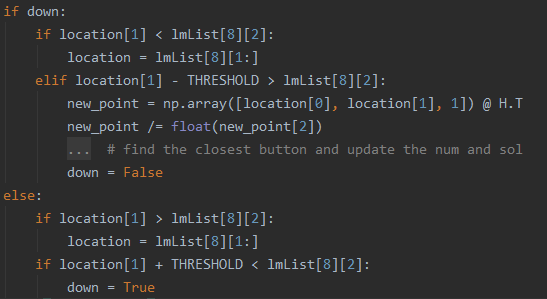 if down:
    if location[1] < lmList[8][2]:
        location = lmList[8][1:]
    elif location[1] - THRESHOLD > lmList[8][2]:
        new_point = np.array([location[0], location[1], 1]) @ H.T
        new_point /= float(new_point[2])
        ...  # find the closest button and update the num and sol
        down = False
else:
    if location[1] > lmList[8][2]:
        location = lmList[8][1:]
    if location[1] + THRESHOLD < lmList[8][2]:
        down = True